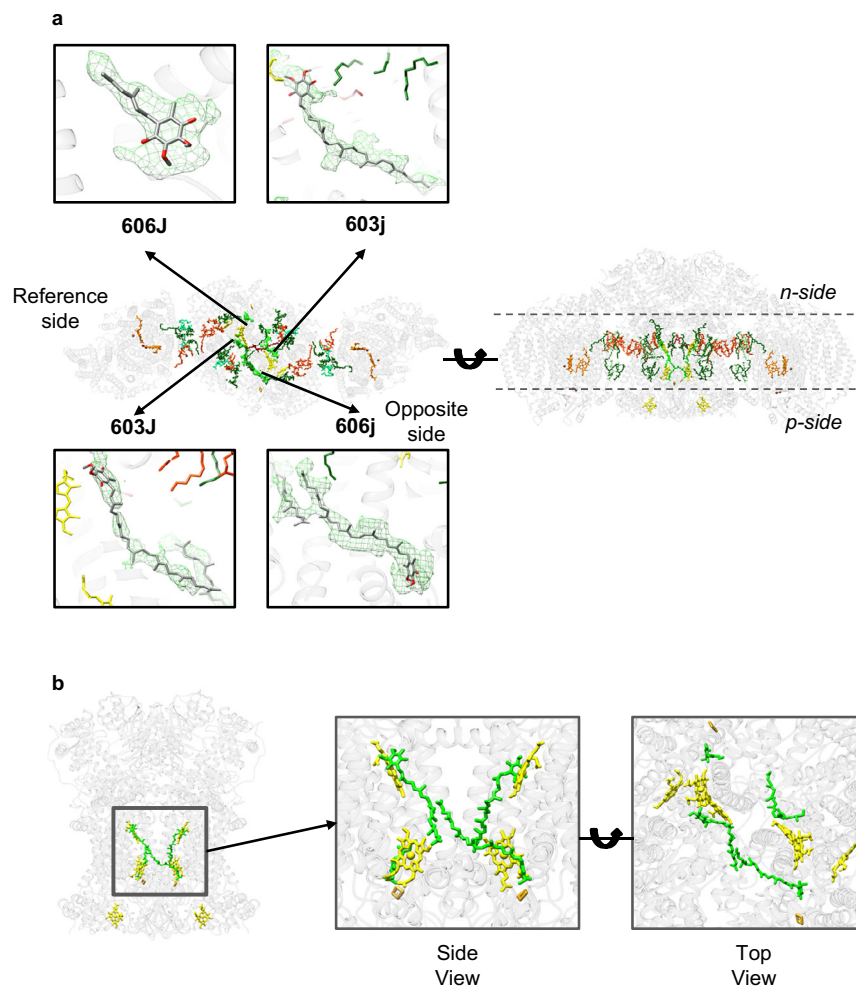 a
606J
603j
Reference
side
n-side
603J
606j
Opposite
side
p-side
b
Side
View
Top
View